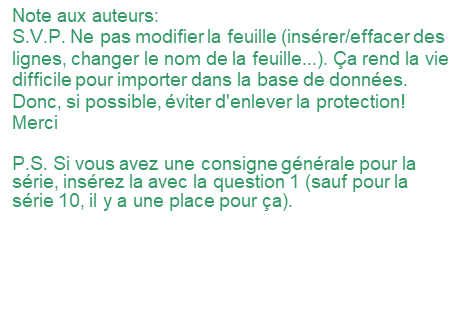 Note aux auteurs:
S.V.P. Ne pas modifier la feuille (insérer/effacer des
lignes, changer le nom de la feuille...). Ça rend la vie
difficile pour importer dans la base de données.
Donc, si possible, éviter d'enlever la protection!
Merci

P.S. Si vous avez une consigne générale pour la
série, insérez la avec la question 1 (sauf pour la
série 10, il y a une place pour ça).